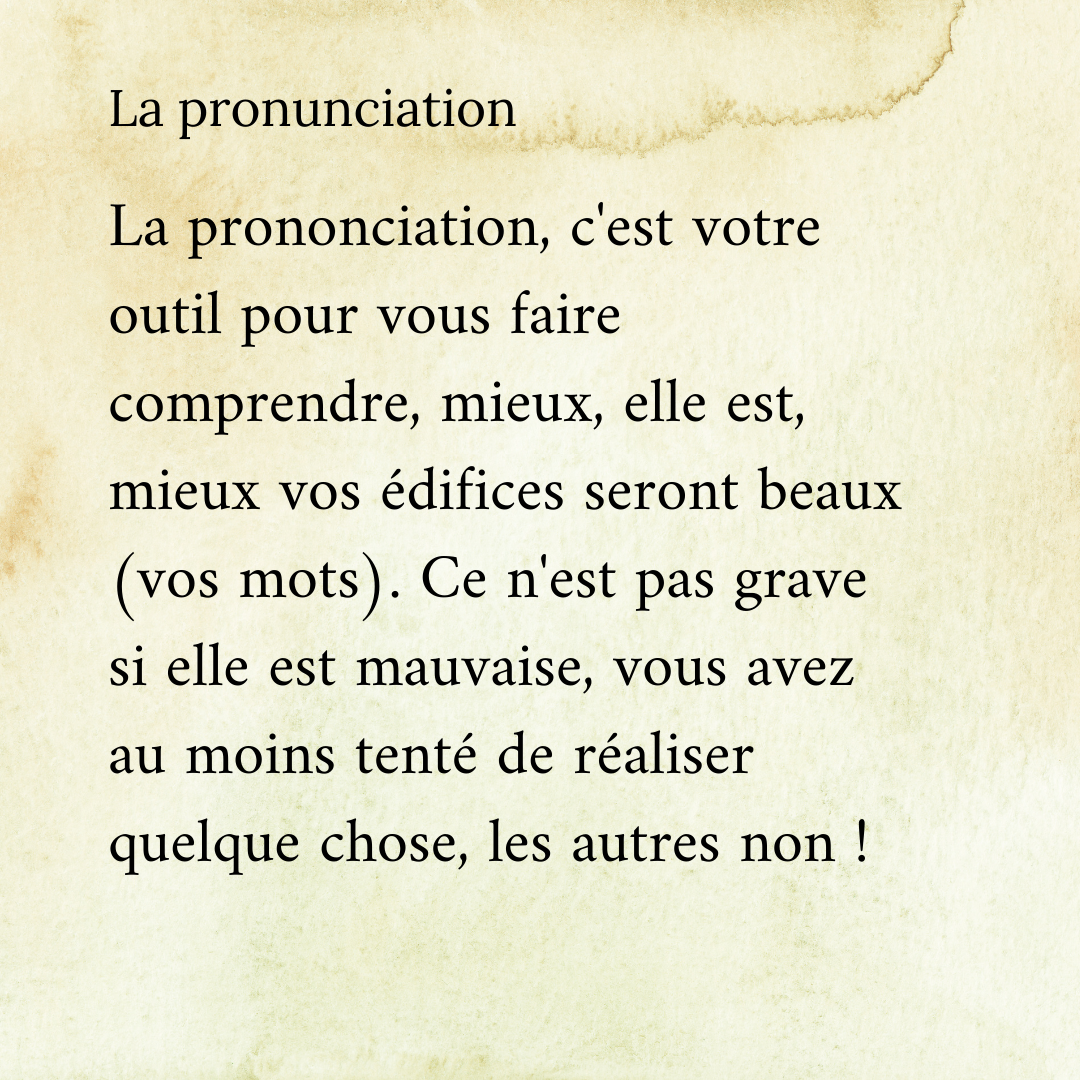 La pronunciation
La prononciation, c'est votre
outil pour vous faire
comprendre, mieux, elle est,
mieux vos édifices seront beaux
(vos mots). Ce n'est pas grave
si elle est mauvaise, vous avez
au moins tenté de réaliser
quelque chose, les autres non !